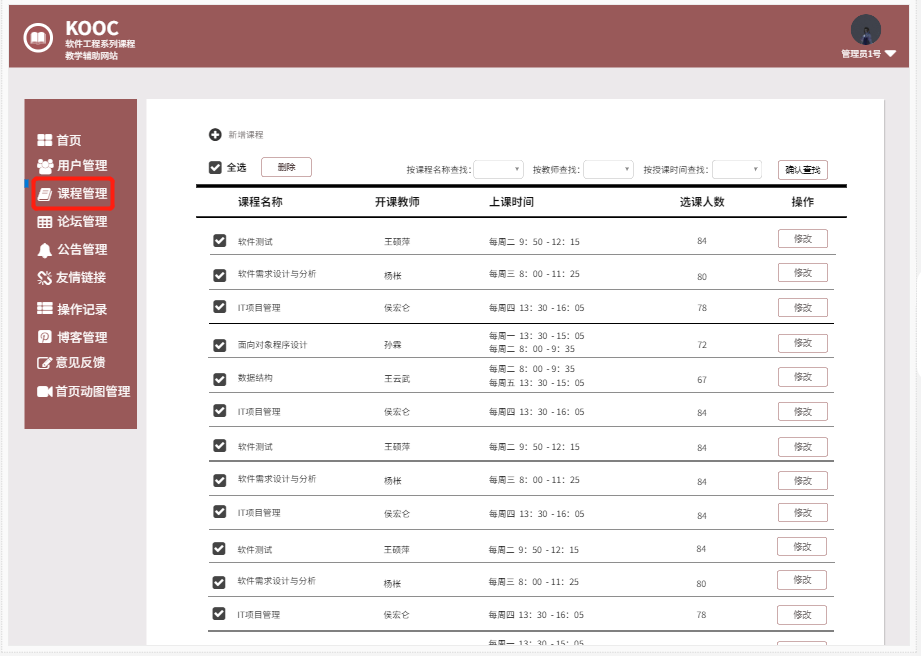 KOOC
软件工程系列课程
教学辅助网站
管理员1号
首页
用户管理
课程管理
论坛管理
公告管理
友情链接
操作记录
博客管理
意见反馈
首页动图管理
新增课程
全选 删除 按课程名称查找: 按教师查找: 按授课时间查找: 确认查找
课程名称 开课教师 上课时间 选课人数 操作
软件测试 王硕萍 每周二 9：50 -12：15 84 修改
软件需求设计与分析 杨枨 每周三 8：00 -11：25 80 修改
IT项目管理 侯宏仑 每周四 13：30 -16：05 78 修改
面向对象程序设计 孙霖 每周一 13：30 -15：05 72 修改
每周二 8：00 -9：35
数据结构 王云武 每周二 8：00 -9：35 67 修改
每周五 13：30 -15：05
IT项目管理 侯宏仑 每周四 13：30 -16：05 84 修改
软件测试 王硕萍 每周二 9：50 -12：15 84 修改
软件需求设计与分析 杨枨 每周三 8：00 -11：25 84 修改
IT项目管理 侯宏仑 每周四 13：30 -16：05 84 修改
软件测试 王硕萍 每周二 9：50 -12：15 84 修改
软件需求设计与分析 杨枨 每周三 8：00 -11：25 80 修改
IT项目管理 侯宏仑 每周四 13：30 -16：05 78 修改
每周一 13：30 -15：05